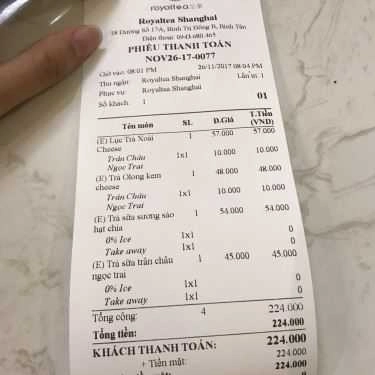 royaltea
Royaltea Shanghai
18 Đường Số 17A, Bình Trị Đông B, Bình Tân
Điện thoại: 0943.680.465
PHIẾU THANH TOÁN
NOV26-17-0077
Giờ vào: 08:01 PM 26/11/2017 08:04 PM
Thu ngân: Royaltea Shanghai Lần in 1
Phục vụ: Royaltea Shanghai
Số khách: 1 01
Tên món SL Đ.Giá T.Tiền (VND)
(E) Lục Trà Xoài 1 57.000 57.000
Cheese
Trân Châu 1x1 10.000 10.000
Ngọc Trai
(E) Trà Olong kem 1 48.000 48.000
cheese
Trân Châu 1x1 10.000 10.000
Ngọc Trai
(E) Trà sữa sương sáo 1 54.000 54.000
hạt chia
0% Ice 1x1 0
Take away 1x1 0
(E) Trà sữa trân châu 1 45.000 45.000
ngọc trai
0% Ice 1x1 0
Take away 1x1 0
Tổng cộng: 4 224.000
Tổng tiền: 224.000
KHÁCH THANH TOÁN: 224.000
+ Tiền mặt: 224.000
224.000